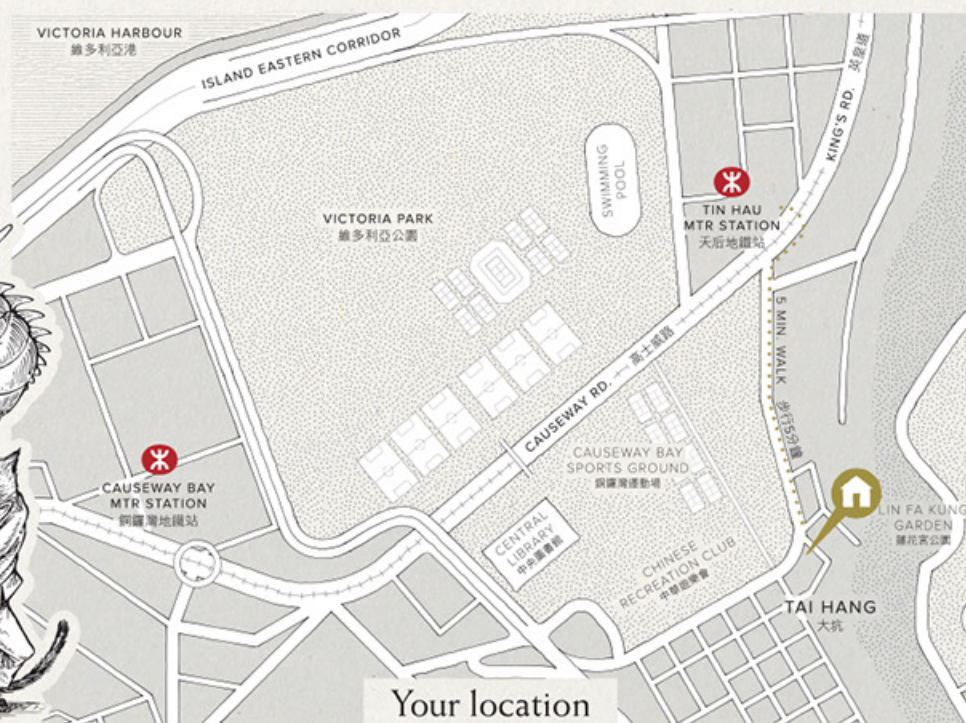 VICTORIA HARBOUR
維多利亞港
ISLAND EASTERN CORRIDOR
KING'S RD. 英皇道
SWIMMING
POOL
TIN HAU
MTR STATION
天后地鐵站
VICTORIA PARK
維多利亞公園
5 MIN WALK 步行5分鐘
CAUSEWAY RD. 高士威路
CAUSEWAY BAY
SPORTS GROUND
銅鑼灣運動場
CAUSEWAY BAY
MTR STATION
銅鑼灣地鐵站
CENTRAL
LIBRARY
中央圖書館
CHINESE
RECREATION CLUB
中華遊樂會
LIN FA KUNG
GARDEN
蓮花宮公園
TAI HANG
大坑
Your location